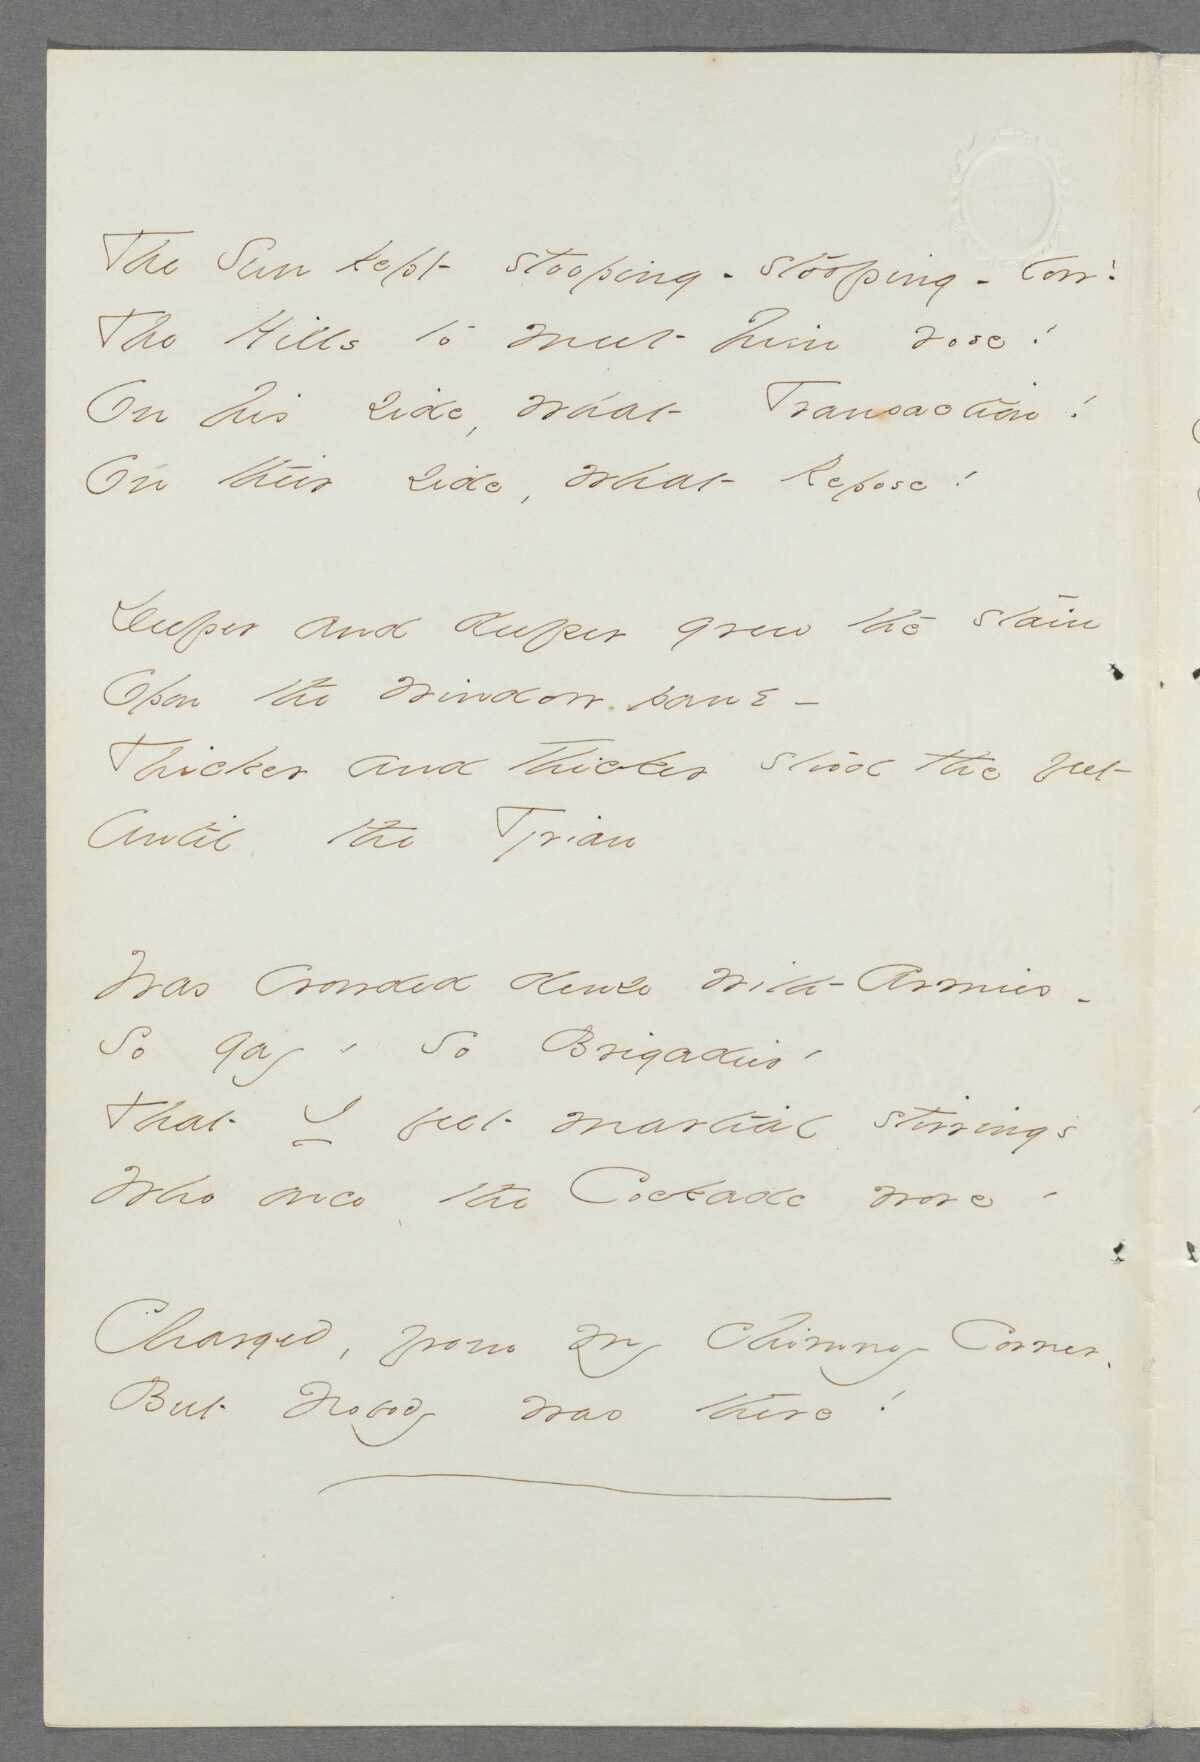 The Sun kept stooping - stooping - low!
The Hills to meet him rose!
On his side, what Transaction!
On their side, what Repose!
Deeper and deeper grew the stain
Upon the window pane -
Thicker and thicker stood the feet
Until the Tyrian
Was crowded dense with Armies -
So gay, so Brigadier -
That I felt martial stirrings
Who once the Cockade wore -
Charged, from my chimney Corner,
But Nobody was there!